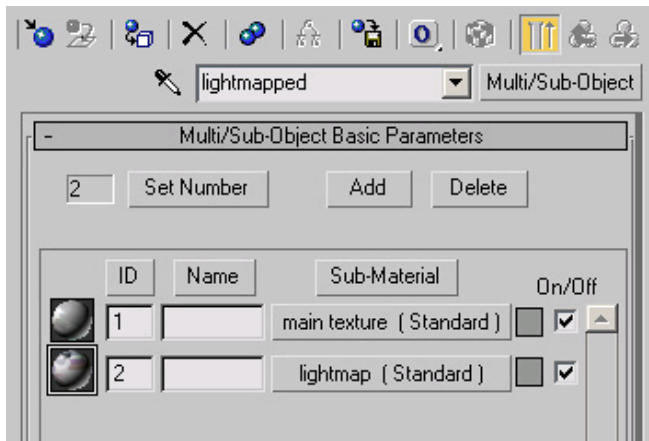 lightmapped Multi/Sub-Object
- Multi/Sub-Object Basic Parameters
2 Set Number Add Delete
ID Name Sub-Material On/Off
1 main texture ( Standard )
2 lightmap ( Standard )